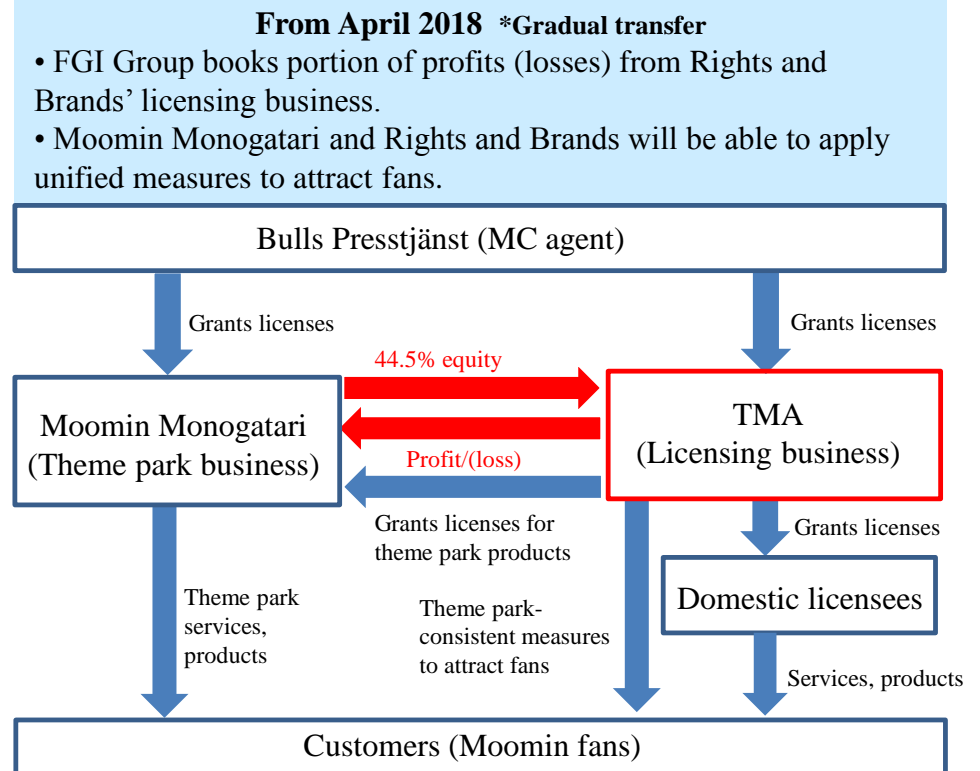 From April 2018 *Gradual transfer
• FGI Group books portion of profits (losses) from Rights and
Brands’ licensing business.
• Moomin Monogatari and Rights and Brands will be able to apply
unified measures to attract fans.
Bulls Presstjänst (MC agent)
Grants licenses
Grants licenses
44.5% equity
Moomin Monogatari
(Theme park business)
TMA
(Licensing business)
Profit/(loss)
Grants licenses for
theme park products
Grants licenses
Domestic licensees
Theme park
services,
products
Theme park-
consistent measures
to attract fans
Services, products
Customers (Moomin fans)